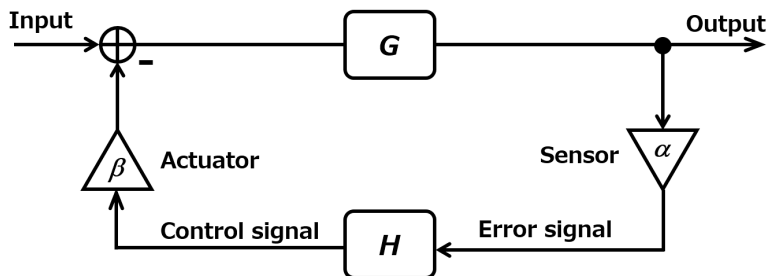 Input
Output
G
-
β
Actuator
Sensor
α
Control signal
H
Error signal